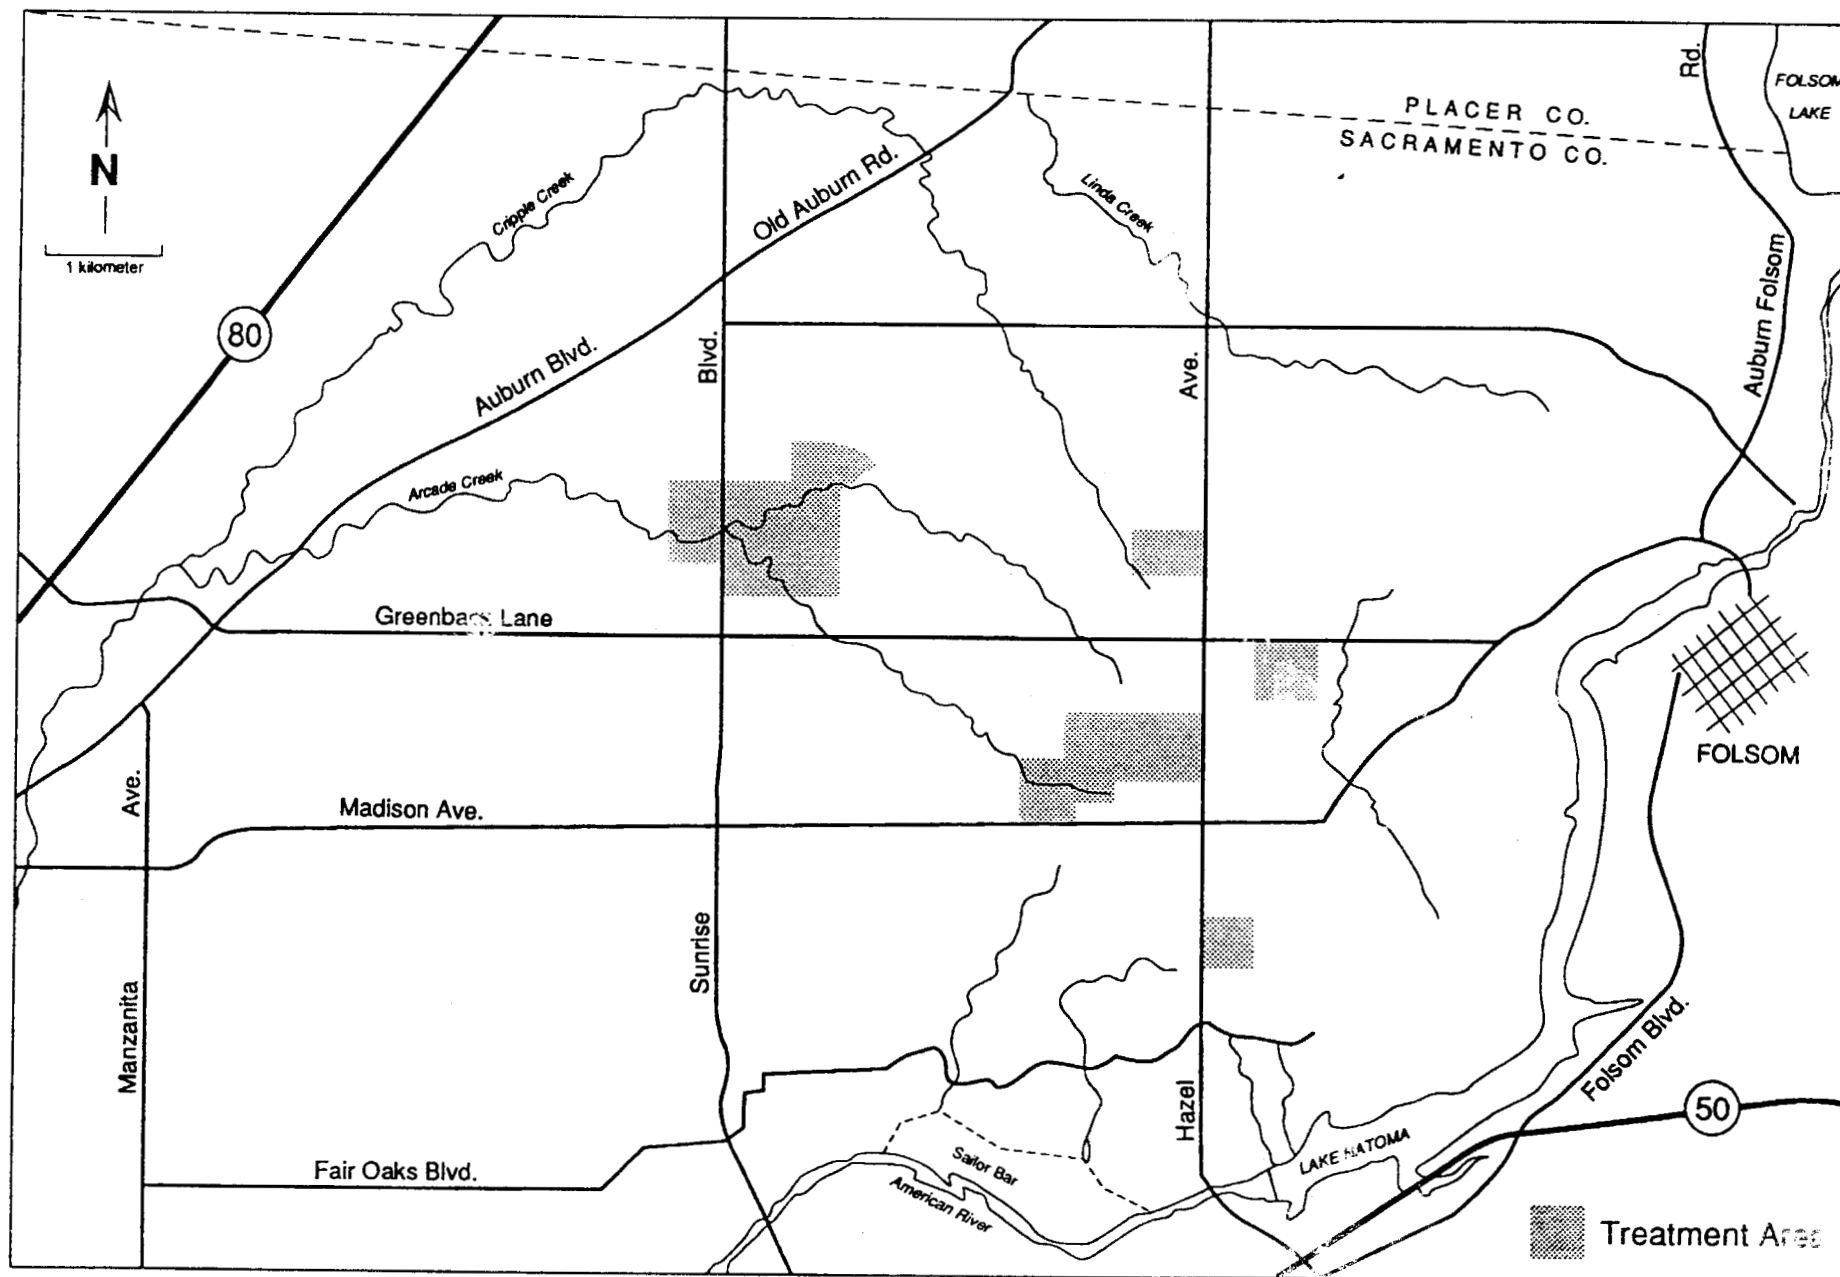 Rd.
FOLSOM
LAKE
PLACER CO.
SACRAMENTO CO.
N
1 kilometer
Cripple Creek
Old Auburn Rd.
Linda Creek
Auburn Folsom
80
Auburn Blvd.
Blvd.
Ave.
Arcade Creek
Greenback Lane
FOLSOM
Ave.
Madison Ave.
Sunrise
Manzanita
Folsom Blvd.
Hazel
50
LAKE NATOMA
Sailor Bar
American River
Fair Oaks Blvd.
Treatment Area